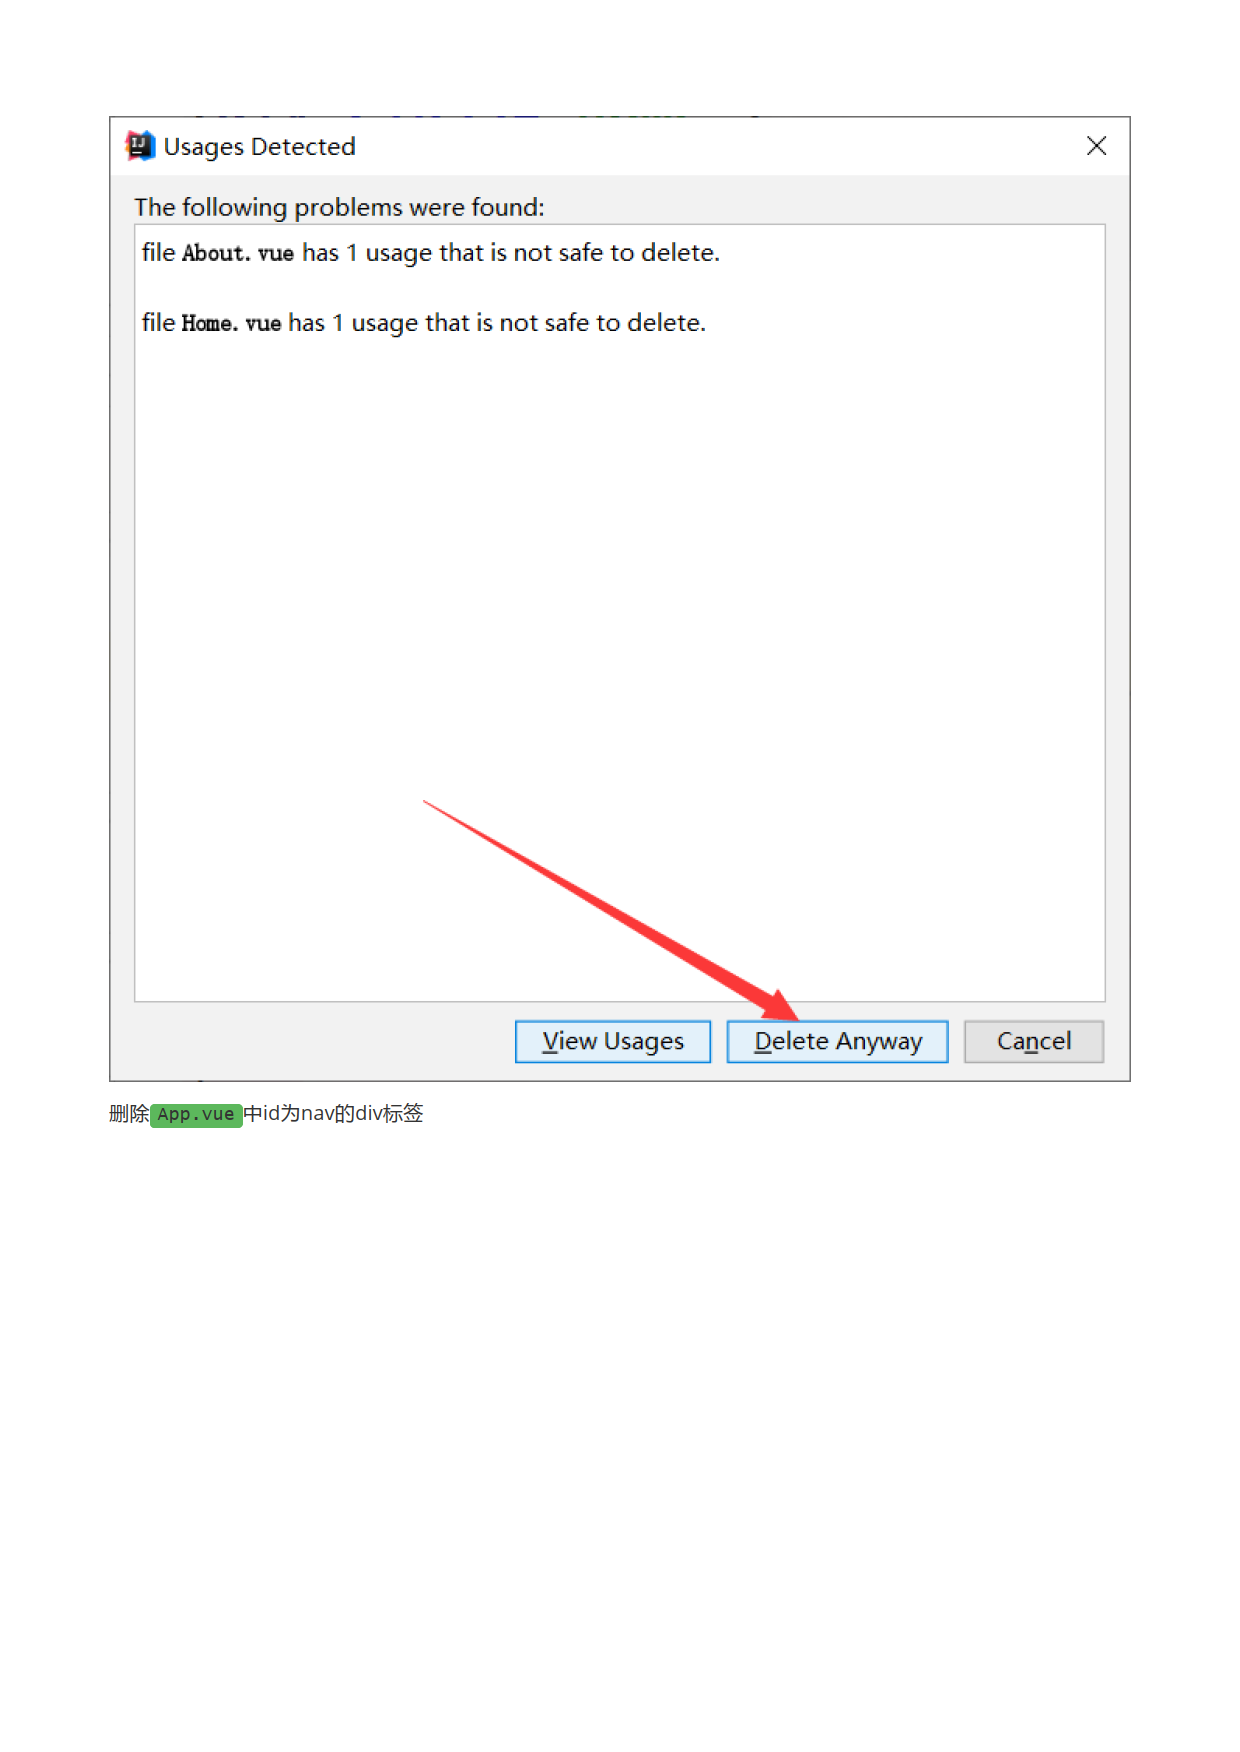 Usages Detected
The following problems were found:
file About.vue has 1 usage that is not safe to delete.
file Home.vue has 1 usage that is not safe to delete.
View Usages Delete Anyway Cancel
删除App.vue中id为nav的div标签